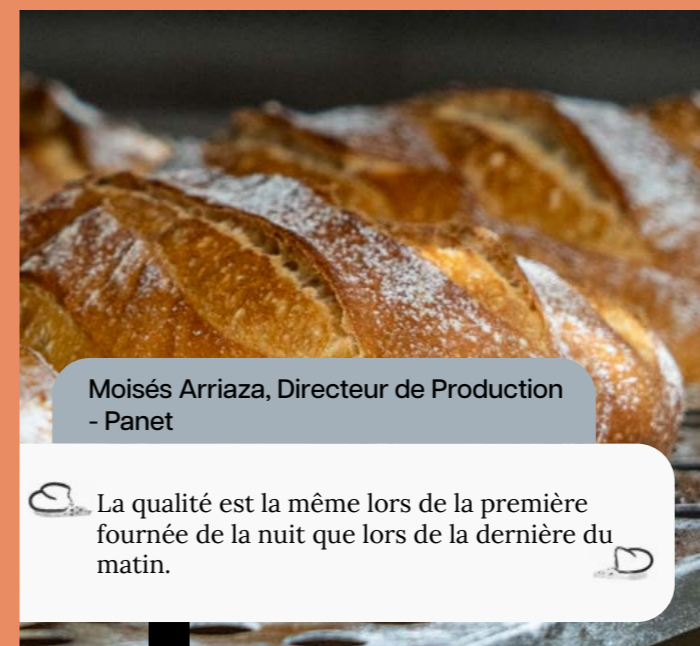 Moisés Arriaza, Directeur de Production
- Panet
La qualité est la même lors de la première
fournée de la nuit que lors de la dernière du
matin.